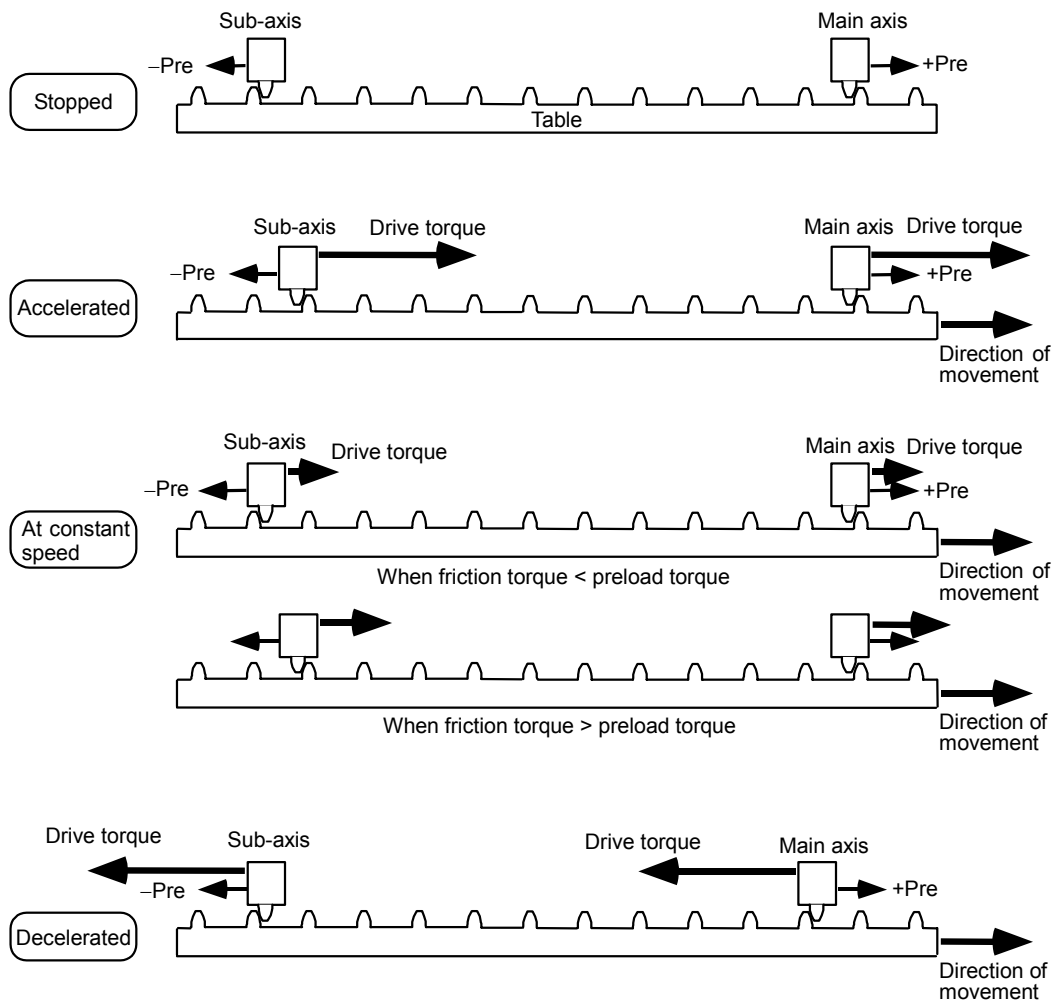 Sub-axis
Main axis
−Pre
+Pre
Stopped
Table
Sub-axis
Drive torque
Main axis
Drive torque
−Pre
+Pre
Accelerated
Direction of
movement
Sub-axis
Drive torque
Main axis
Drive torque
−Pre
+Pre
At constant
speed
When friction torque < preload torque
Direction of
movement
When friction torque > preload torque
Direction of
movement
Drive torque
Sub-axis
Drive torque
Main axis
−Pre
+Pre
Decelerated
Direction of
movement